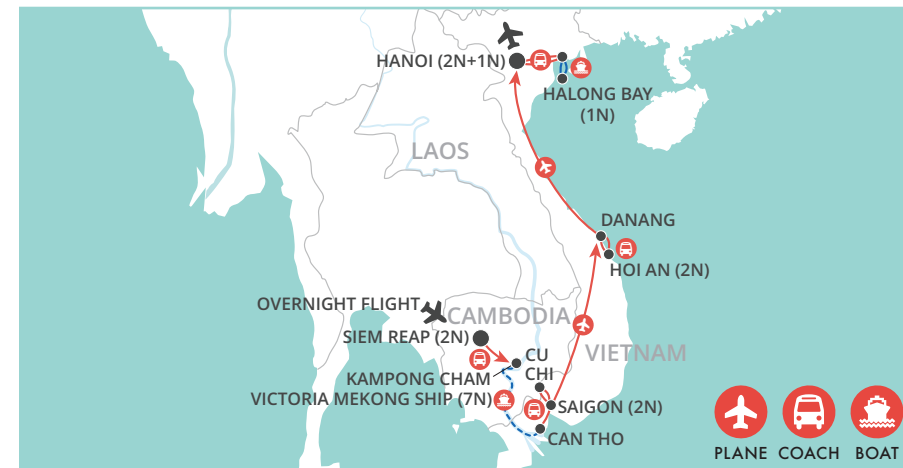 HANOI (2N+1N)
HALONG BAY
(1N)
LAOS
DANANG
HOI AN (2N)
OVERNIGHT FLIGHT
CAMBODIA
SIEM REAP (2N)
VIETNAM
CU
CHI
KAMPONG CHAM
VICTORIA MEKONG SHIP (7N)
SAIGON (2N)
CAN THO
PLANE COACH BOAT